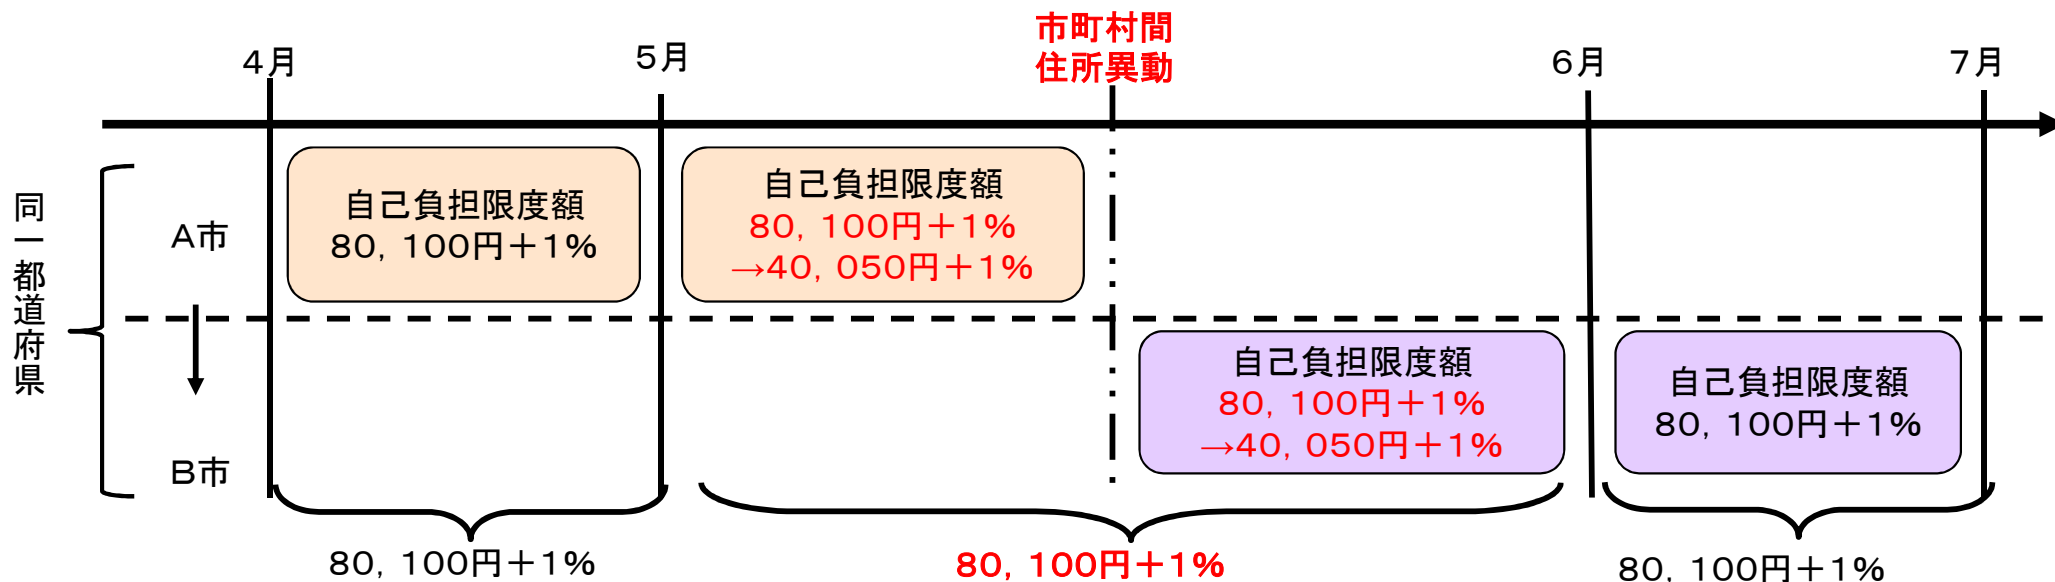 市町村間
住所異動
4月
5月
6月
7月
同一都道府県
A市
B市
自己負担限度額
80，100円＋1%
自己負担限度額
80，100円＋1%
→40，050円＋1%
自己負担限度額
80，100円＋1%
→40，050円＋1%
自己負担限度額
80，100円＋1%
80，100円＋1%
80，100円＋1%
80，100円＋1%